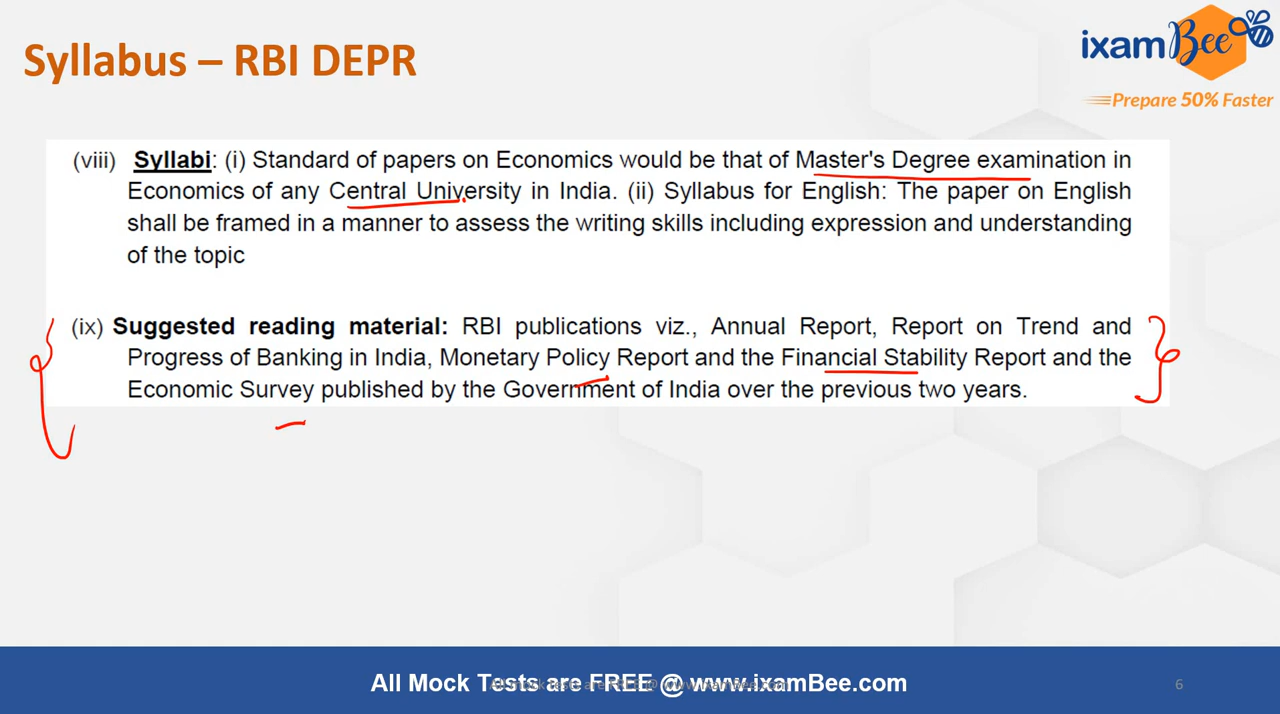 Syllabus – RBI DEPR
ixamBee
Prepare 50% Faster
(viii) Syllabi: (i) Standard of papers on Economics would be that of Master's Degree examination in
Economics of any Central University in India. (ii) Syllabus for English: The paper on English
shall be framed in a manner to assess the writing skills including expression and understanding
of the topic
(ix) Suggested reading material: RBI publications viz., Annual Report, Report on Trend and
Progress of Banking in India, Monetary Policy Report and the Financial Stability Report and the
Economic Survey published by the Government of India over the previous two years.
All Mock Tests are FREE @ www.ixamBee.com
6